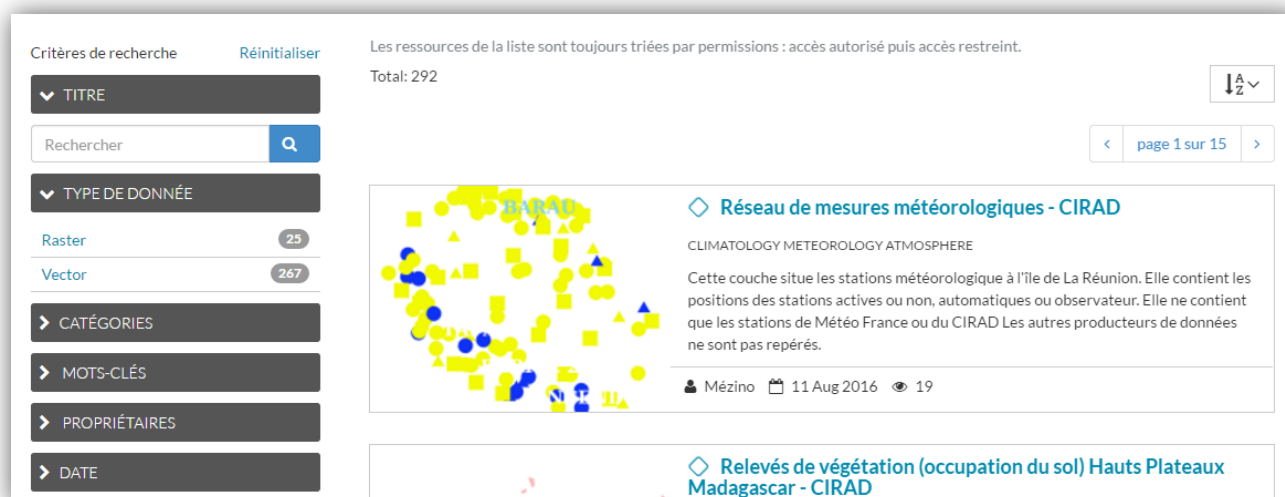 Critères de recherche Réinitialiser
TITRE
Rechercher
TYPE DE DONNÉE
Raster 25
Vector 267
CATÉGORIES
MOTS-CLÉS
PROPRIÉTAIRES
DATE
Les ressources de la liste sont toujours triées par permissions : accès autorisé puis accès restreint.
Total: 292
A
Z
page 1 sur 15
BARAU
Réseau de mesures météorologiques - CIRAD
CLIMATOLOGY METEOROLOGY ATMOSPHERE
Cette couche situe les stations météorologique à l'île de La Réunion. Elle contient les
positions des stations actives ou non, automatiques ou observateur. Elle ne contient
que les stations de Météo France ou du CIRAD Les autres producteurs de données
ne sont pas repérés.
Mézino 11 Aug 2016 19
Relevés de végétation (occupation du sol) Hauts Plateaux
Madagascar - CIRAD